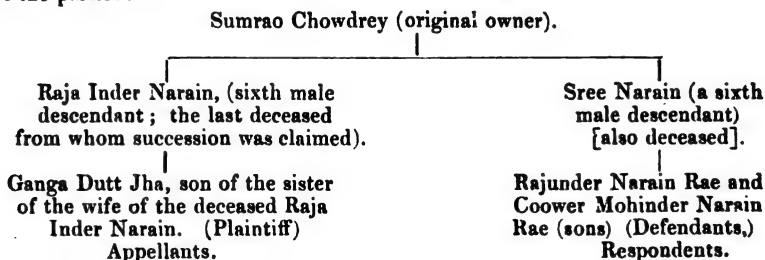 Sumrao Chowdrey (original owner).
Raja Inder Narain, (sixth male
descendant; the last deceased
from whom succession was claimed).
Sree Narain (a sixth
male descendant)
[also deceased].
Ganga Dutt Jha, son of the sister
of the wife of the deceased Raja
Inder Narain. (Plaintiff)
Appellants.
Rajunder Narain Rae and
Coower Mohinder Narain
Rae (sons) (Defendants,)
Respondents.